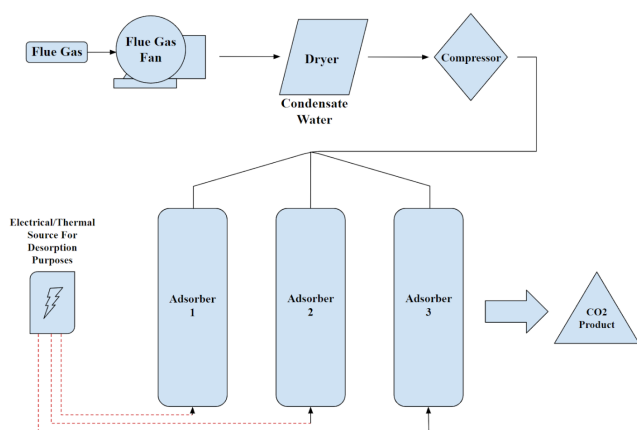 Flue Gas
Flue Gas
Fan
Dryer
Condensate
Water
Compressor
Electrical/Thermal
Source For
Desorption
Purposes
Adsorber
1
Adsorber
2
Adsorber
3
CO2
Product